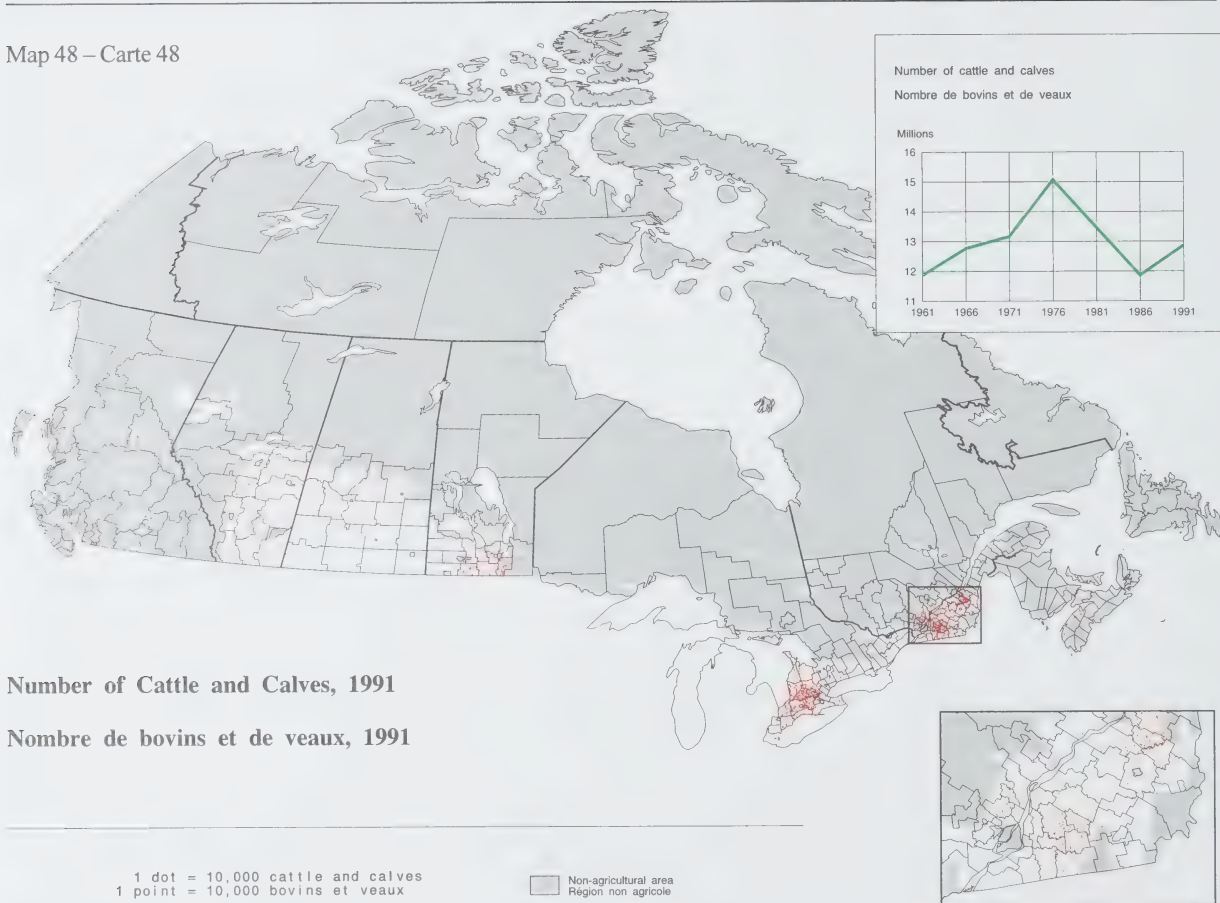 Map 48 – Carte 48
Number of cattle and calves
Nombre de bovins et de veaux
Millions
16
15
14
13
12
11
1961 1966 1971 1976 1981 1986 1991
Number of Cattle and Calves, 1991
Nombre de bovins et de veaux, 1991
1 dot = 10,000 cattle and calves
1 point = 10,000 bovins et veaux
Non-agricultural area
Région non agricole